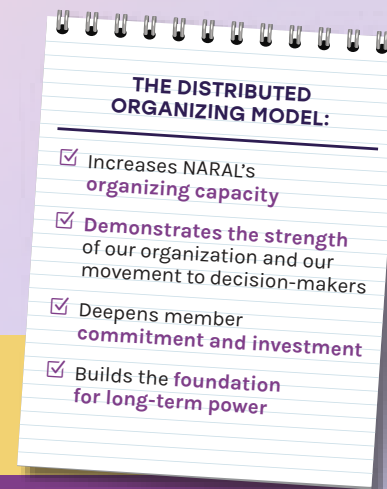 THE DISTRIBUTED
ORGANIZING MODEL:
Increases NARAL's
organizing capacity
Demonstrates the strength
of our organization and our
movement to decision-makers
Deepens member
commitment and investment
Builds the foundation
for long-term power